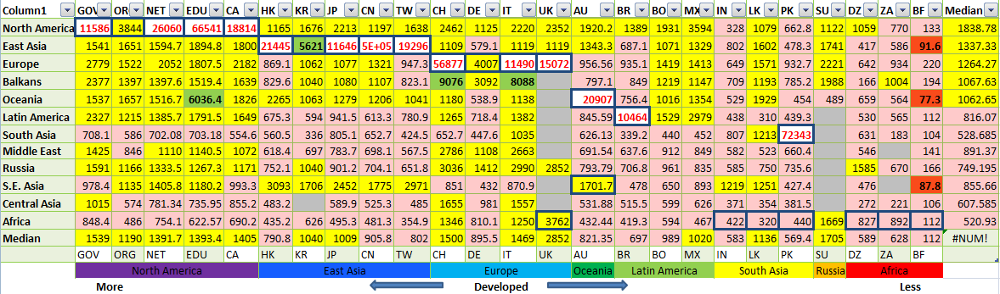 Column1 GOV ORG NET EDU CA HK KR JP CN TW CH DE IT UK AU BR BO MX IN LK PK SU DZ ZA BF Median
North America 11586 3844 26060 66541 18814 1165 1676 2213 1197 1638 2462 1125 2220 2352 1920.2 1389 1931 3594 328 1079 662.8 1122 1059 770 133 1838.78
East Asia 1541 1651 1594.7 1894.8 1800 21445 5621 11646 5E+05 19296 1109 579.1 1119 1119 1343.3 687.1 1071 1329 802 1602 478.3 1741 417 586 91.6 1337.33
Europe 2779 1522 2052 1807.5 2182 869.1 1062 1077 1321 947.3 56877 4007 11490 15072 956.56 935.1 1419 1413 649 1571 932.7 2221 642 934 220 1264.27
Balkans 2377 1397 1397.6 1519.4 1639 829.6 1040 1080 1107 823.1 9076 3092 8088 797.1 849 1219 1147 709 1193 785.2 1988 166 1004 194 1067.63
Oceania 1537 1657 1516.7 6036.4 1826 2265 1063 1279 1206 1041 1180 538.9 1138 20907 756.4 1016 1354 529 1929 454 489 659 564 77.3 1062.65
Latin America 2327 1215 1385.7 1791.5 1649 675.3 594 941.5 613.3 780.9 1265 718.4 1382 845.59 10464 1529 2979 438 310 439.3 530 565 112 816.07
South Asia 708.1 586 702.08 703.18 554.6 560.5 336 805.1 652.7 424.5 652.7 447.6 1035 626.13 339.2 440 452 807 1213 72343 631 183 104 528.685
Middle East 1425 846 1110 1140.5 1072 618.4 697 783.7 698.1 567.5 2786 1108 2663 691.54 637.6 912 849 582 523 660.4 546 141 891.37
Russia 1591 1166 1333.5 1267.3 1171 752.1 1040 901.2 704.1 651.8 3036 1412 2990 2852 793.79 706.8 961 835 585 750 735.6 1585 670 166 749.195
S.E. Asia 978.4 1135 1405.8 1180.2 993.3 3093 1706 2452 1775 2971 851 432 870.9 1701.7 478 650 893 1219 1251 427.4 476 87.8 855.66
Central Asia 1015 574 781.34 735.95 855.2 483.2 589.9 525.3 485 1655 981 1557 531.88 515.5 599 626 371 354 381.5 272 221 106 607.585
Africa 848.4 486 754.1 622.57 690.2 435.2 626 495.3 481.3 354.9 1346 810.1 1250 3762 432.44 419.3 594 467 422 320 440 1669 827 892 112 520.93
Median 1539 1190 1391.7 1393.4 1405 790.8 1040 1009 905.8 802 1500 895.5 1469 2852 821.35 697 989 1020 583 1136 569.4 1705 589 628 112 #NUM!
GOV ORG NET EDU CA HK KR JP CN TW CH DE IT UK AU BR BO MX IN LK PK SU DZ ZA BF
North America East Asia Europe Oceania Latin America South Asia Russia Africa
More Developed Less